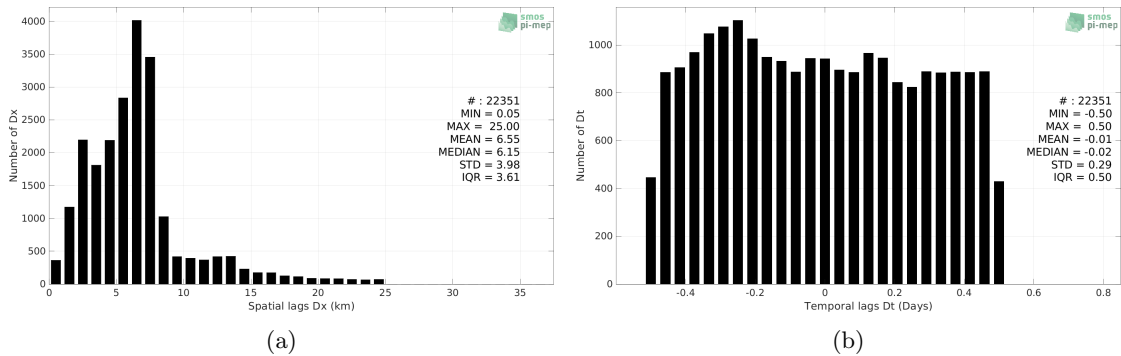 smos
pi-mep
Number of Dx
4000
3500
3000
2500
2000
1500
1000
500
0
# : 22351
MIN = 0.05
MAX = 25.00
MEAN = 6.55
MEDIAN = 6.15
STD = 3.98
IQR = 3.61
0 5 10 15 20 25 30 35
Spatial lags Dx (km)
(a)
smos
pi-mep
Number of Dt
1000
800
600
400
200
0
# : 22351
MIN = -0.50
MAX = 0.50
MEAN = -0.01
MEDIAN = -0.02
STD = 0.29
IQR = 0.50
-0.4 -0.2 0 0.2 0.4 0.6 0.8
Temporal lags Dt (Days)
(b)